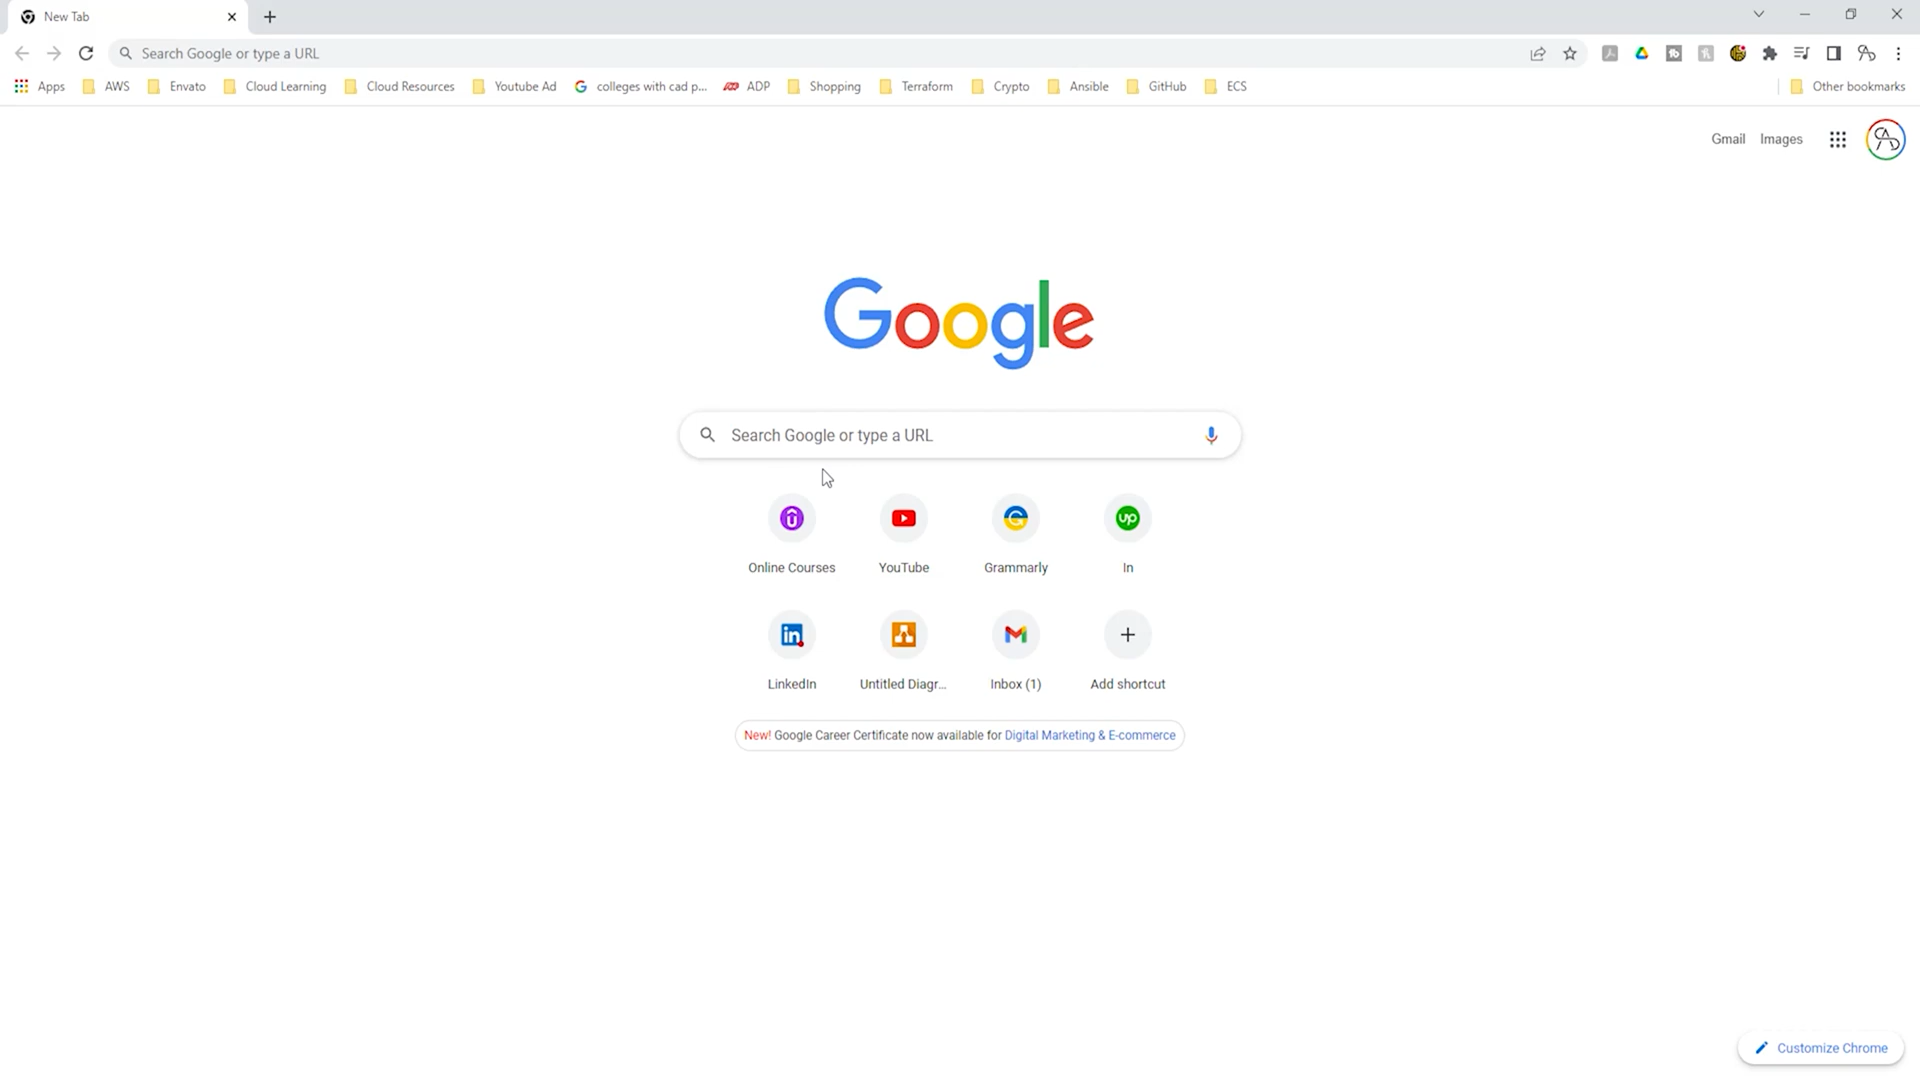 New Tab
Search Google or type a URL
Apps AWS Envato Cloud Learning Cloud Resources Youtube Ad colleges with cad p... ADP Shopping Terraform Crypto Ansible GitHub ECS Other bookmarks
Gmail Images
Google
Search Google or type a URL
Online Courses YouTube Grammarly In
LinkedIn Untitled Diagr... Inbox (1) Add shortcut
New! Google Career Certificate now available for Digital Marketing & E-commerce
Customize Chrome